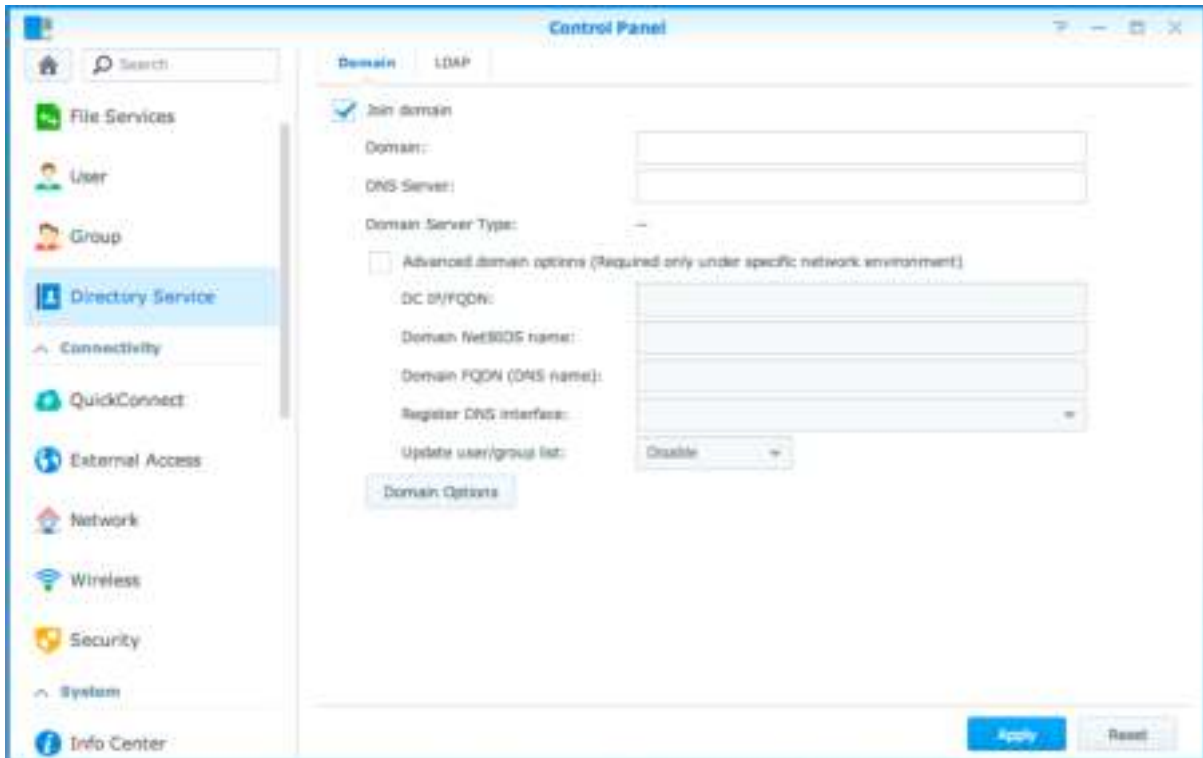 Control Panel
Search
File Services
User
Group
Directory Service
Connectivity
QuickConnect
External Access
Network
Wireless
Security
System
Info Center
Domain LDAP
Join domain
Domain:
DNS Server:
Domain Server Type: --
Advanced domain options (Required only under specific network environment)
DC IP/FQDN:
Domain NetBIOS name:
Domain FQDN (DNS name):
Register DNS interface:
Update user/group list: Disable
Domain Options
Apply Reset